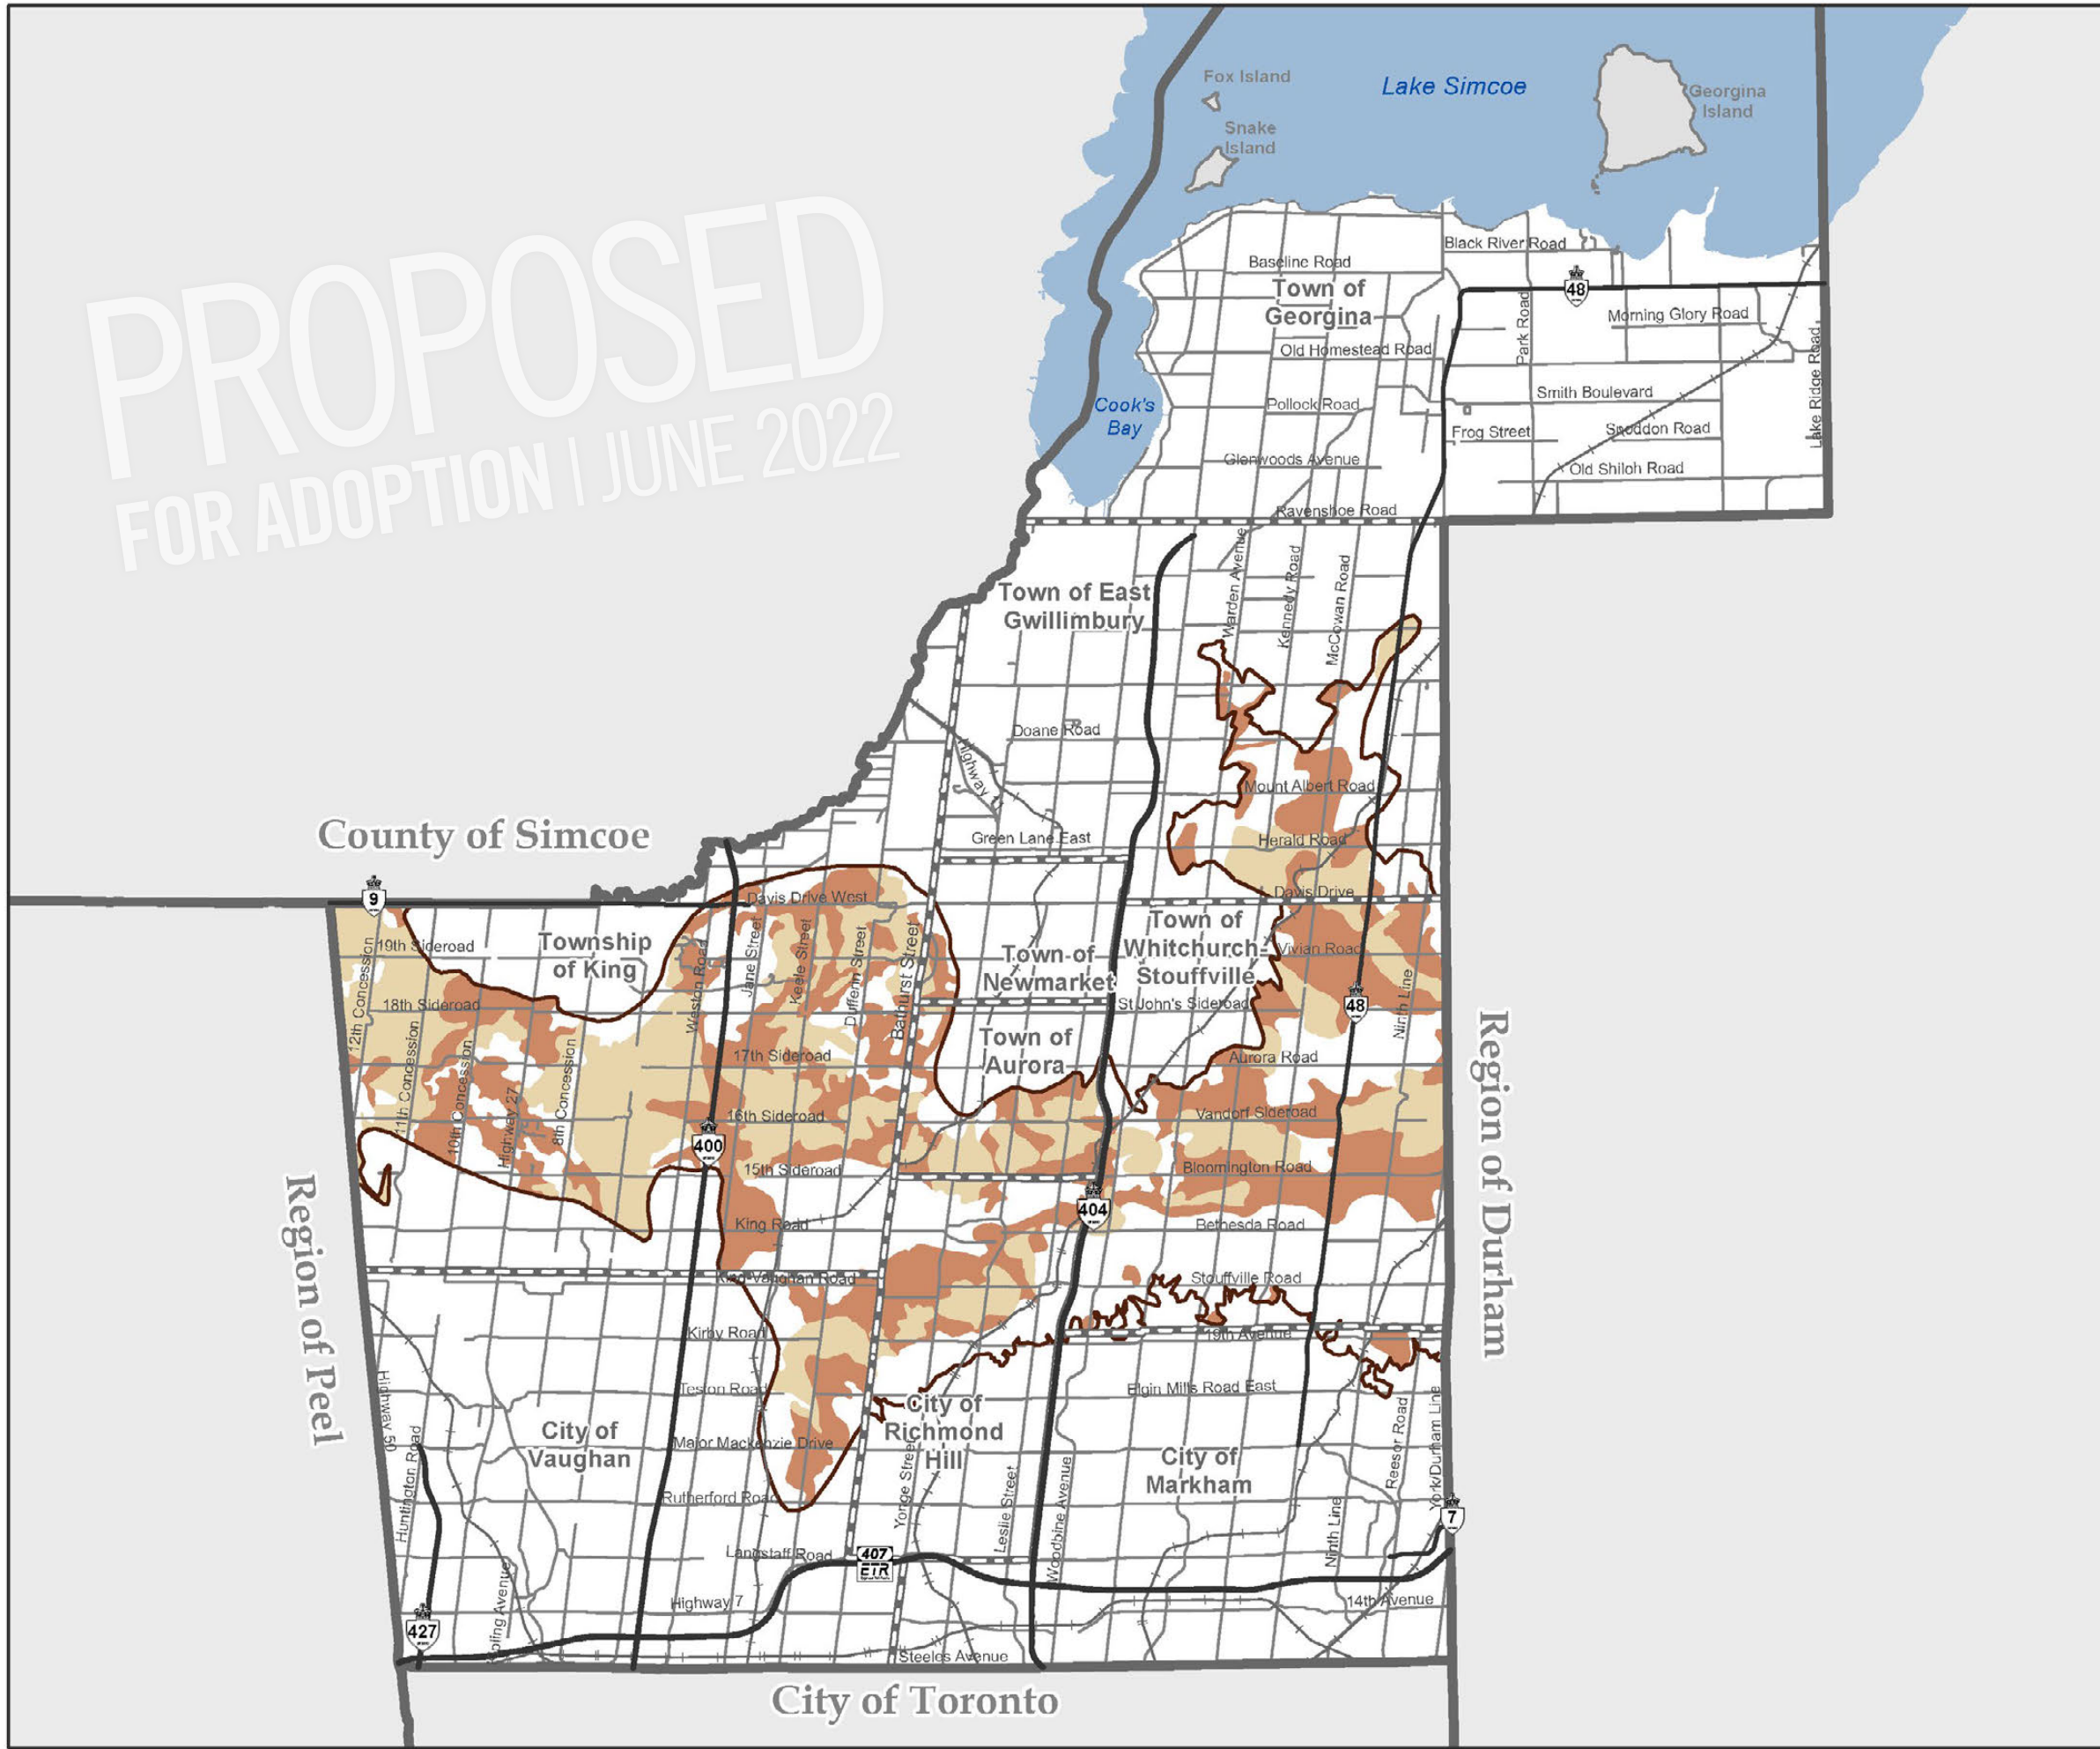 Fox Island
Lake Simcoe
Georgina
Island
Snake
Island
PROPOSED
FOR ADOPTION | JUNE 2022
Black River Road
Baseline Road
Town of
Georgina
48
Morning Glory Road
Park Road
Old Homestead Road
Lake Ridge Road
Smith Boulevard
Cook's
Bay
Pollock Road
Frog Street
Snoddon Road
Glenwoods Avenue
Old Shiloh Road
Ravenshoe Road
Warden Avenue
Kennedy Road
McCowan Road
Town of East
Gwillimbury
Doane Road
Highway 11
Mount Albert Road
County of Simcoe
Green Lane East
Herald Road
9
Davis Drive West
Davis Drive
19th Sideroad
Township
of King
Town of
Whitchurch-
Stouffville
Town of
Newmarket
Vivian Road
12th Concession
Weston Road
Jane Street
Keele Street
Dufferin Street
Bathurst Street
18th Sideroad
St John's Sideroad
48
Ninth Line
17th Sideroad
Town of
Aurora
Aurora Road
11th Concession
10th Concession
Highway 27
8th Concession
16th Sideroad
Vandorf Sideroad
400
15th Sideroad
Bloomington Road
404
King Road
Bethesda Road
Region of Peel
Region of Durham
King-Vaughan Road
Stouffville Road
Kirby Road
19th Avenue
Teston Road
Elgin Mills Road East
Highway 50
City of
Vaughan
City of
Richmond
Hill
City of
Markham
Major Mackenzie Drive
Huntington Road
Yonge Street
Leslie Street
Woodbine Avenue
Reesor Road
York/Durham Line
Rutherford Road
Ninth Line
7
Langstaff Road
407
ETR
Highway 7
14th Avenue
427
Steeles Avenue
City of Toronto